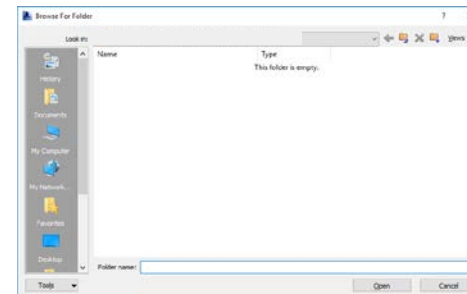 Browse For Folder
?
Look in:
Views
Name Type
This folder is empty.
History
Documents
My Computer
My Network...
Favorites
Desktop
Folder name:
Tools Open Cancel